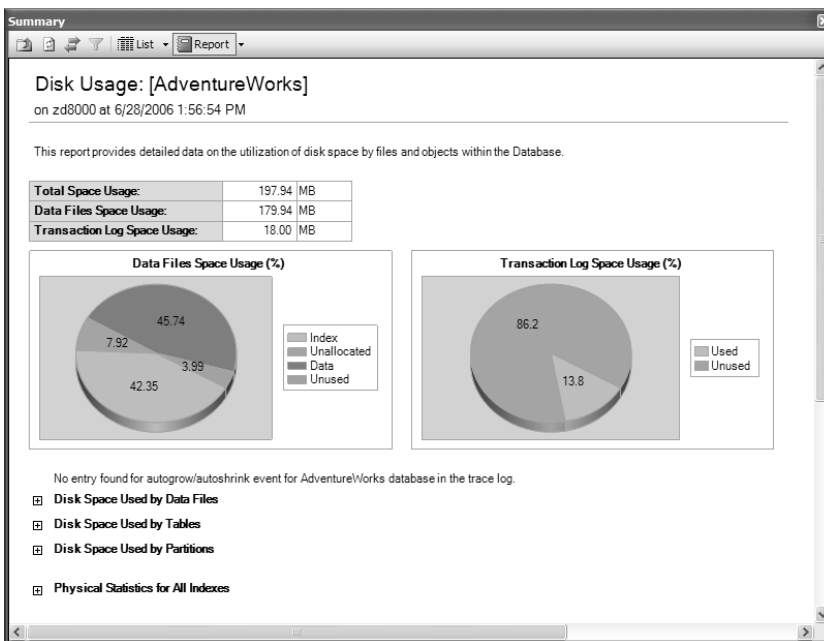 Summary
List Report
Disk Usage: [AdventureWorks]
on zd8000 at 6/28/2006 1:56:54 PM
This report provides detailed data on the utilization of disk space by files and objects within the Database.
Total Space Usage: 197.94 MB
Data Files Space Usage: 179.94 MB
Transaction Log Space Usage: 18.00 MB
Data Files Space Usage (%)
45.74
7.92
3.99
42.35
Index
Unallocated
Data
Unused
Transaction Log Space Usage (%)
86.2
13.8
Used
Unused
No entry found for autogrow/autoshrink event for AdventureWorks database in the trace log.
Disk Space Used by Data Files
Disk Space Used by Tables
Disk Space Used by Partitions
Physical Statistics for All Indexes